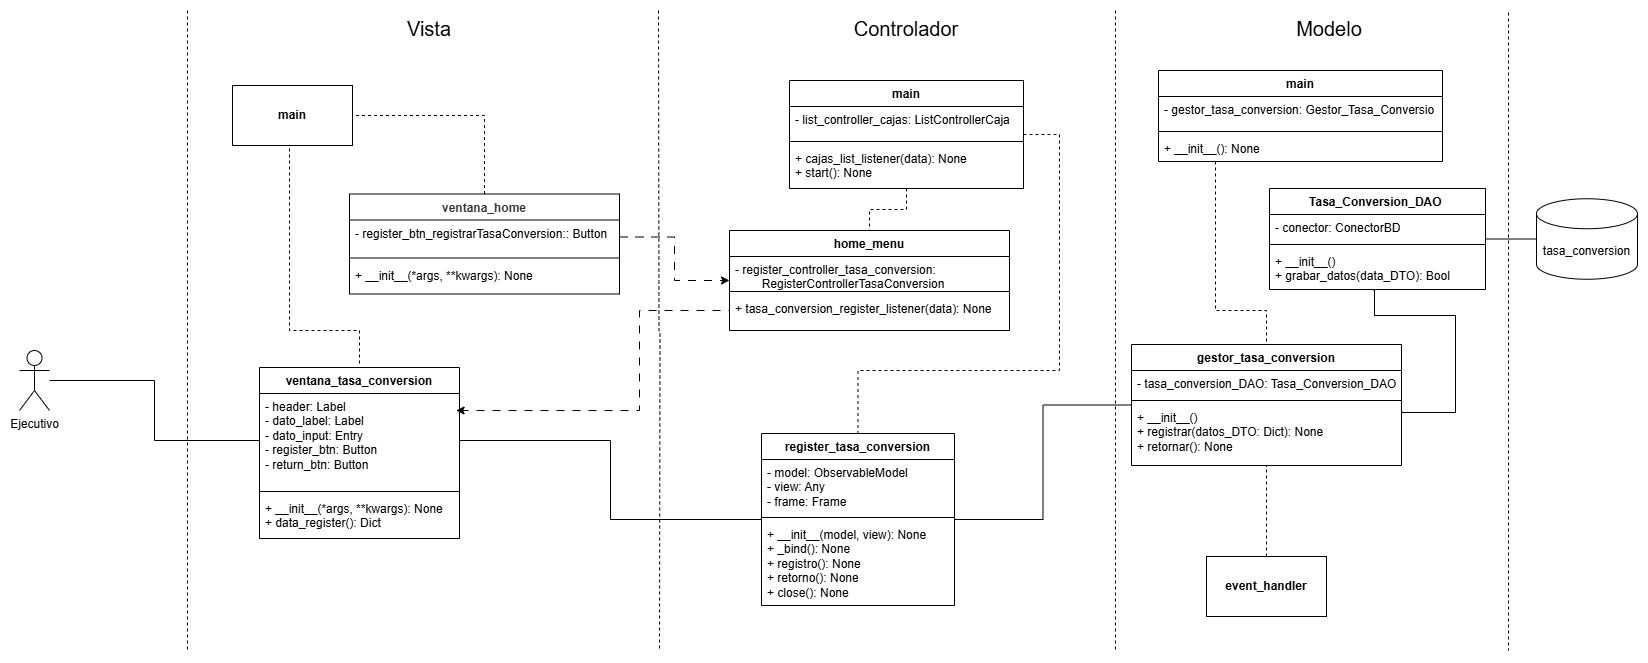 Vista
Controlador
Modelo
main
ventana_home
- register_btn_registrarTasaConversion:: Button
+ __init__(*args, **kwargs): None
Ejecutivo
ventana_tasa_conversion
- header: Label
- dato_label: Label
- dato_input: Entry
- register_btn: Button
- return_btn: Button
+ __init__(*args, **kwargs): None
+ data_register(): Dict
main
- list_controller_cajas: ListControllerCaja
+ cajas_list_listener(data): None
+ start(): None
home_menu
- register_controller_tasa_conversion:
RegisterControllerTasaConversion
+ tasa_conversion_register_listener(data): None
register_tasa_conversion
- model: ObservableModel
- view: Any
- frame: Frame
+ __init__(model, view): None
+ _bind(): None
+ registro(): None
+ retorno(): None
+ close(): None
main
- gestor_tasa_conversion: Gestor_Tasa_Conversio
+ __init__(): None
Tasa_Conversion_DAO
- conector: ConectorBD
+ __init__()
+ grabar_datos(data_DTO): Bool
tasa_conversion
gestor_tasa_conversion
- tasa_conversion_DAO: Tasa_Conversion_DAO
+ __init__()
+ registrar(datos_DTO: Dict): None
+ retornar(): None
event_handler